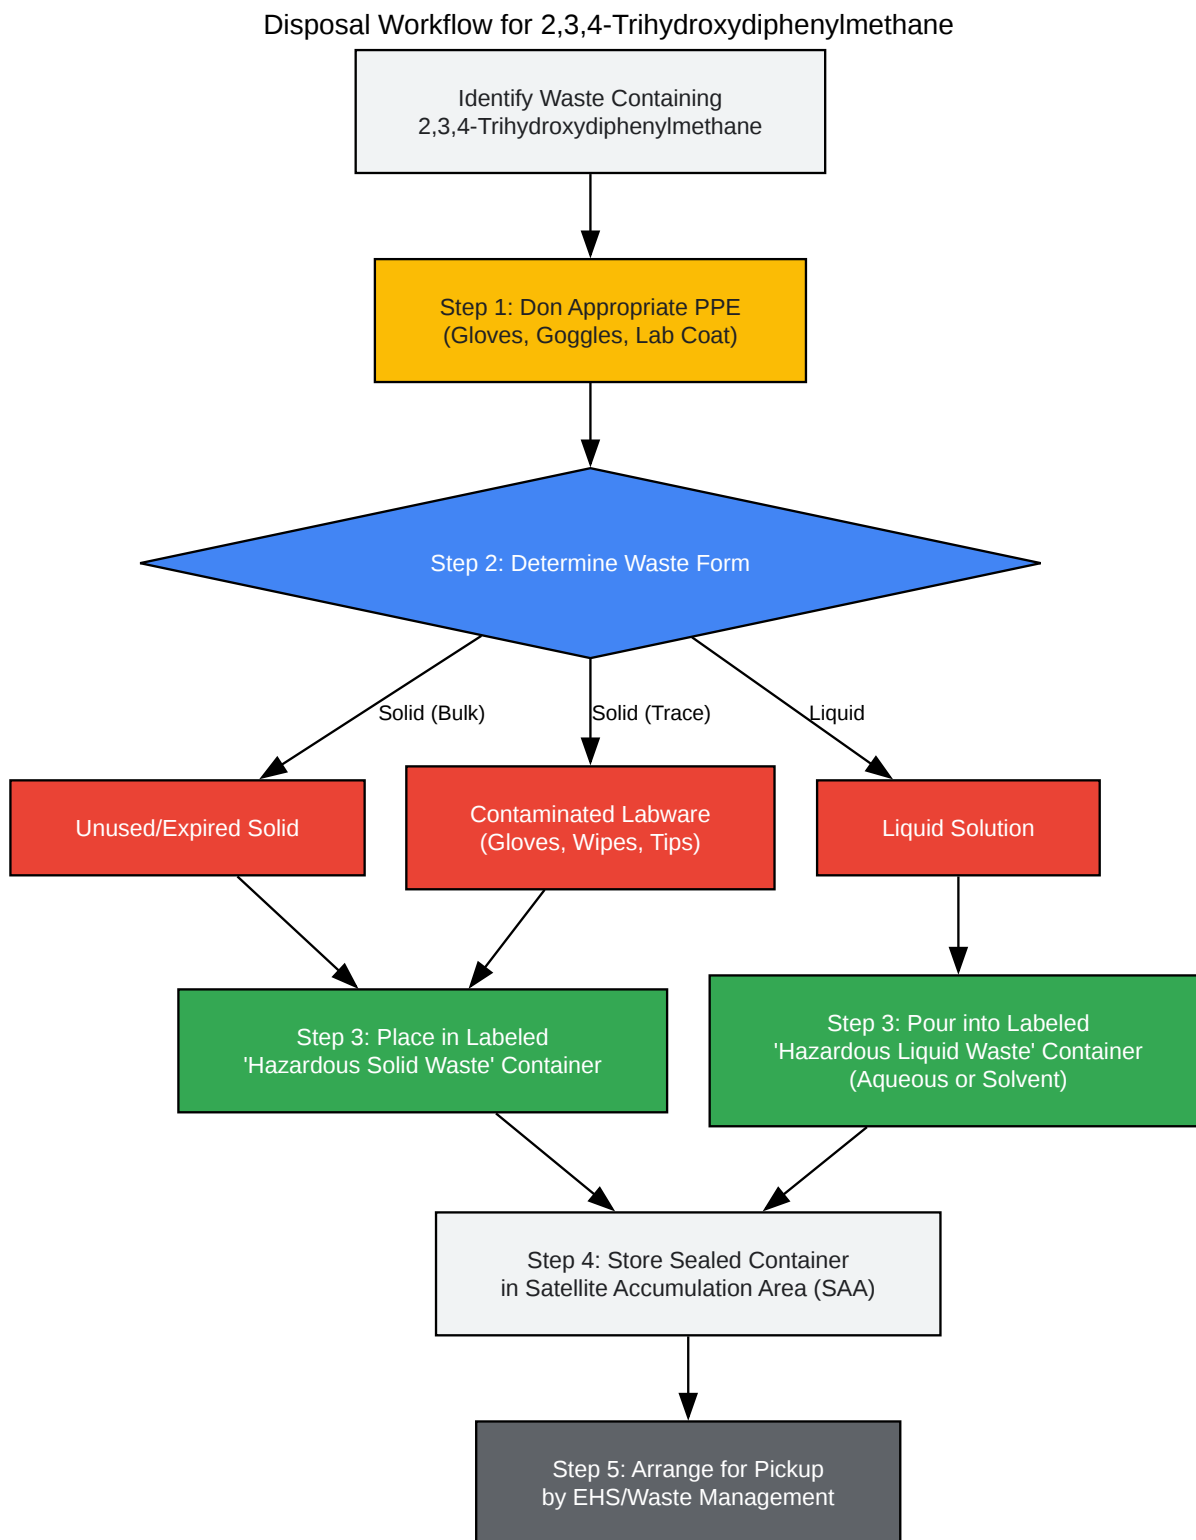 Disposal Workflow for 2,3,4-Trihydroxydiphenylmethane
Identify Waste Containing
2,3,4-Trihydroxydiphenylmethane
Step 1: Don Appropriate PPE
(Gloves, Goggles, Lab Coat)
Step 2: Determine Waste Form
Solid (Bulk)
Solid (Trace)
Liquid
Unused/Expired Solid
Contaminated Labware
(Gloves, Wipes, Tips)
Liquid Solution
Step 3: Place in Labeled
'Hazardous Solid Waste' Container
Step 3: Pour into Labeled
'Hazardous Liquid Waste' Container
(Aqueous or Solvent)
Step 4: Store Sealed Container
in Satellite Accumulation Area (SAA)
Step 5: Arrange for Pickup
by EHS/Waste Management